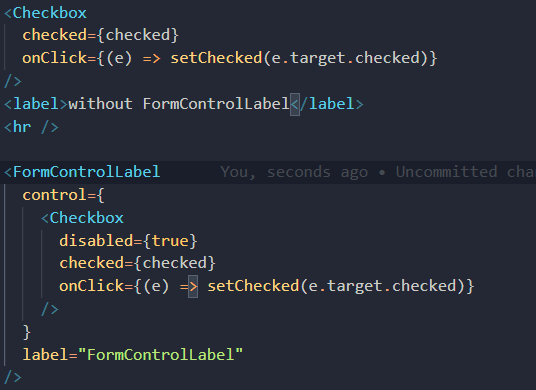 <Checkbox
checked={checked}
onClick={(e) => setChecked(e.target.checked)}
/>
<label>without FormControlLabel</label>
<hr />
<FormControlLabel You, seconds ago • Uncommitted cha
control={
<Checkbox
disabled={true}
checked={checked}
onClick={(e) => setChecked(e.target.checked)}
/>
}
label="FormControlLabel"
/>